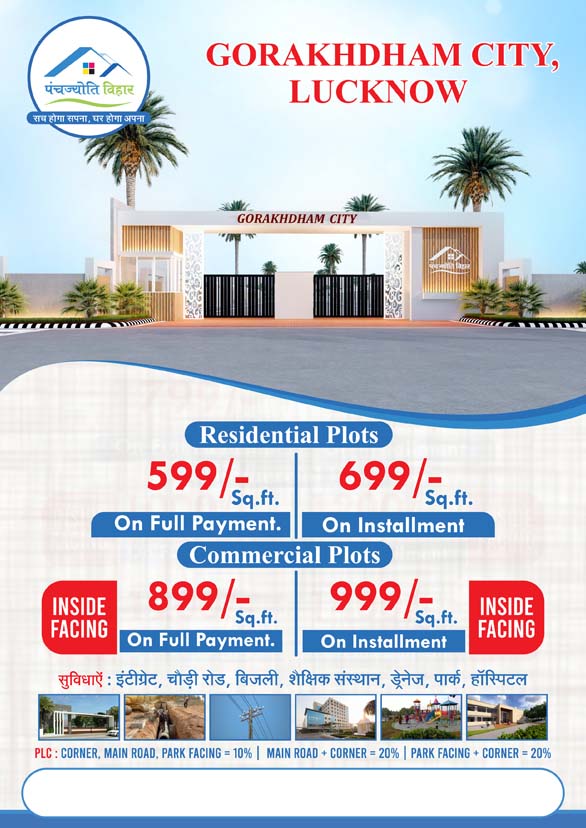 पंचज्योति विहार
सच होगा सपना, घर होगा अपना
GORAKHDHAM CITY,
LUCKNOW
GORAKHDHAM CITY
पंचज्योति विहार
Residential Plots
599/- Sq.ft.
On Full Payment.
699/- Sq.ft.
On Installment
Commercial Plots
INSIDE
FACING
899/- Sq.ft.
On Full Payment.
999/- Sq.ft.
On Installment
INSIDE
FACING
सुविधाऐं : इंटीग्रेट, चौड़ी रोड, बिजली, शैक्षिक संस्थान, ड्रेनेज, पार्क, हॉस्पिटल
PLC : CORNER, MAIN ROAD, PARK FACING = 10% | MAIN ROAD + CORNER = 20% | PARK FACING + CORNER = 20%